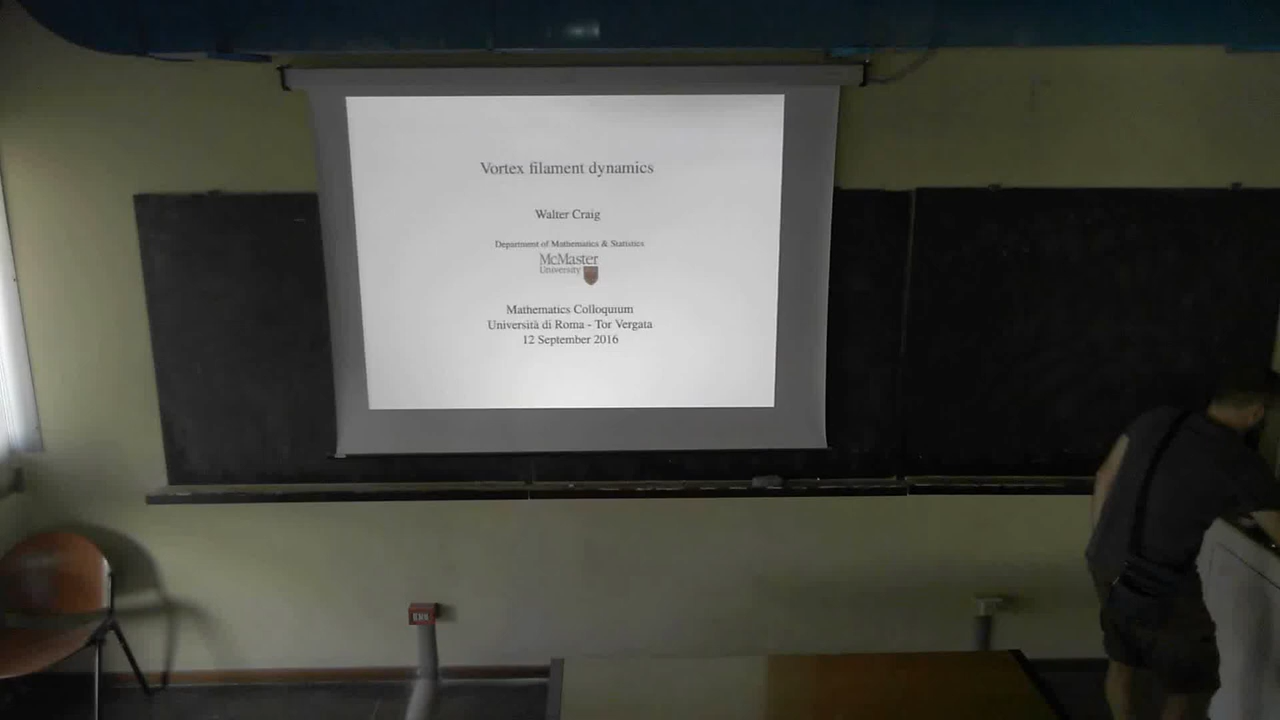 Vortex filament dynamics
Walter Craig
Department of Mathematics & Statistics
McMaster
University
Mathematics Colloquium
Università di Roma - Tor Vergata
12 September 2016